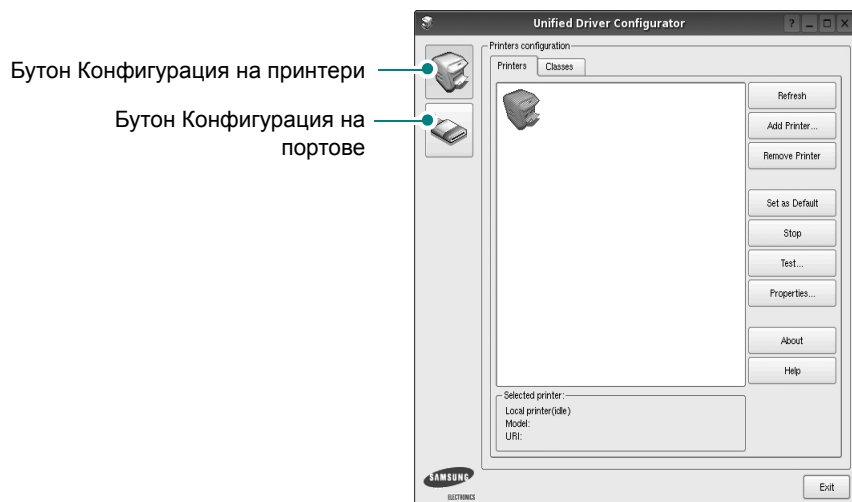 Unified Driver Configurator
Бутон Конфигурация на принтери
Бутон Конфигурация на
портове
Printers configuration
Printers
Classes
Refresh
Add Printer...
Remove Printer
Set as Default
Stop
Test...
Properties...
About
Help
Selected printer:
Local printer(idle)
Model:
URI:
SAMSUNG
ELECTRONICS
Exit